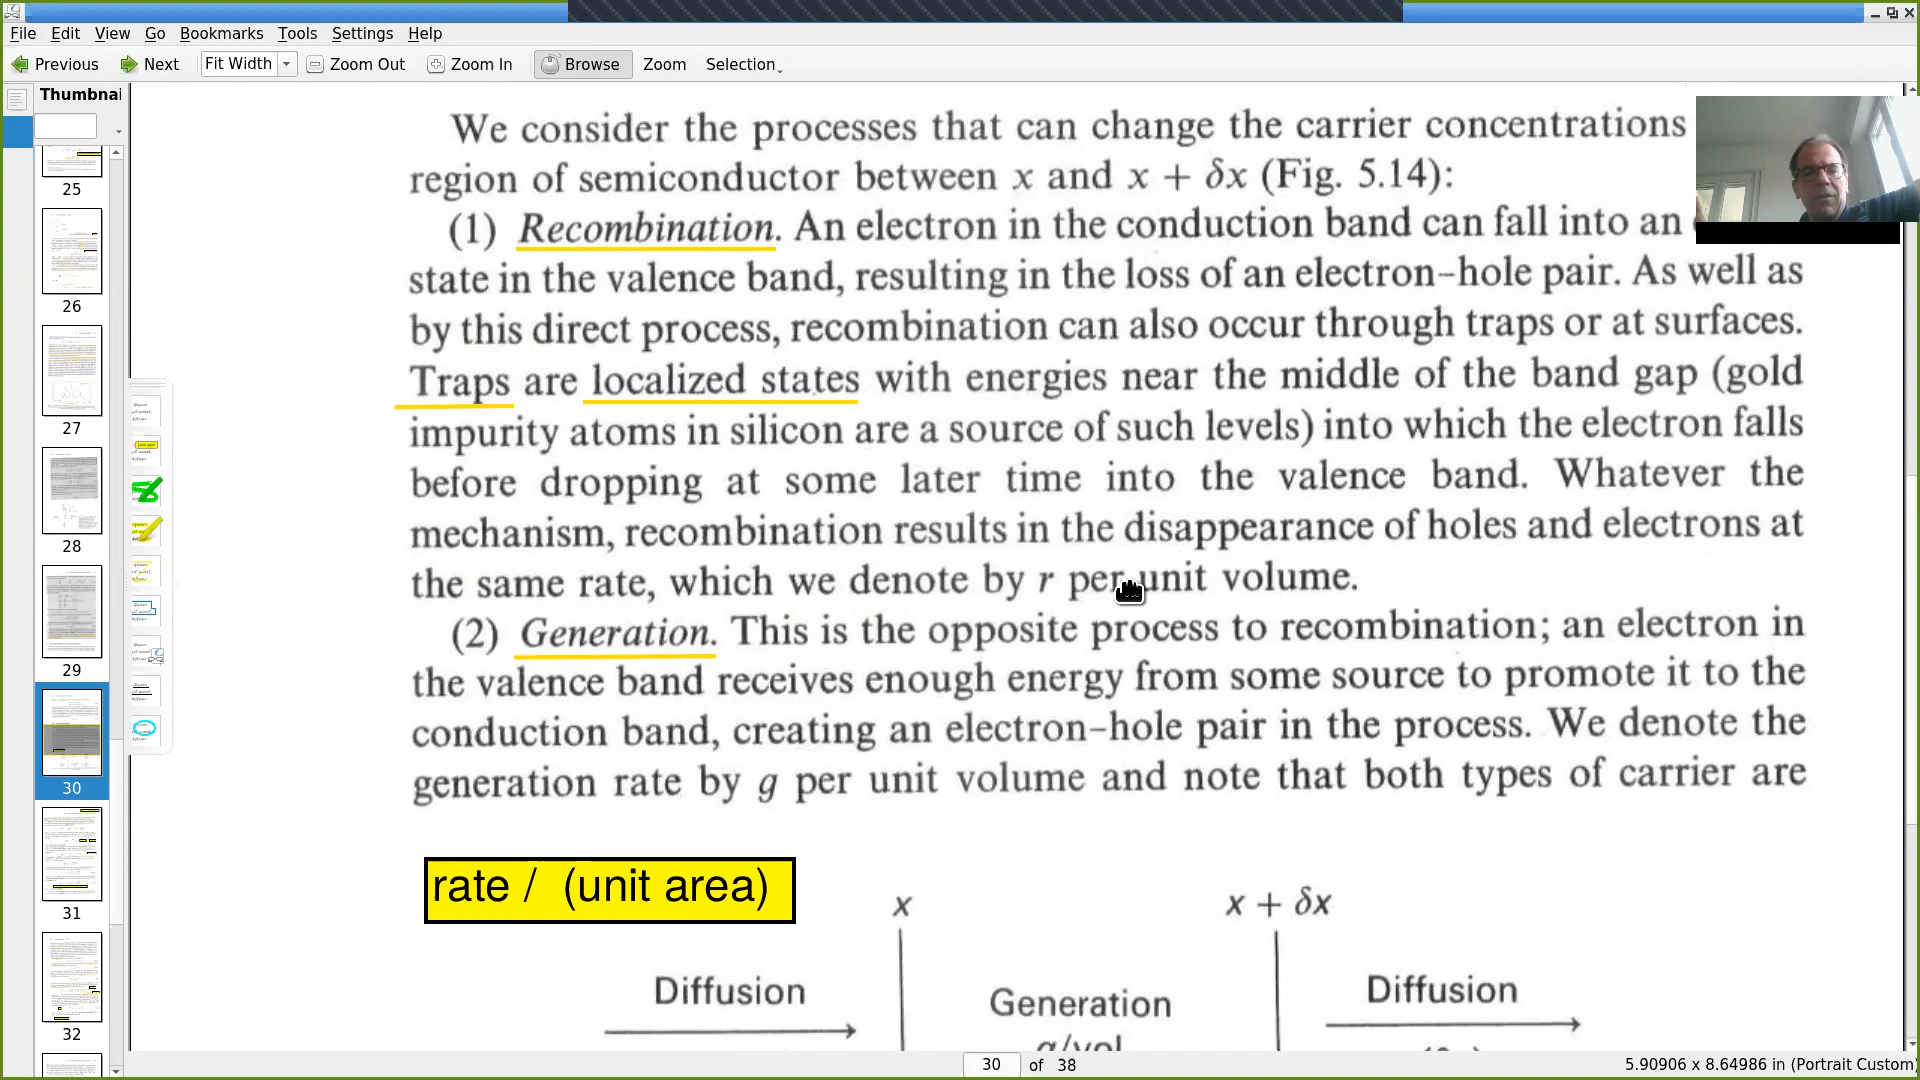 File Edit View Go Bookmarks Tools Settings Help
Previous Next Fit Width Zoom Out Zoom In Browse Zoom Selection
Thumbnai
25
26
27
28
29
30
31
32
We consider the processes that can change the carrier concentrations
region of semiconductor between x and x + δx (Fig. 5.14):
(1) Recombination. An electron in the conduction band can fall into an
state in the valence band, resulting in the loss of an electron–hole pair. As well as
by this direct process, recombination can also occur through traps or at surfaces.
Traps are localized states with energies near the middle of the band gap (gold
impurity atoms in silicon are a source of such levels) into which the electron falls
before dropping at some later time into the valence band. Whatever the
mechanism, recombination results in the disappearance of holes and electrons at
the same rate, which we denote by r per unit volume.
(2) Generation. This is the opposite process to recombination; an electron in
the valence band receives enough energy from some source to promote it to the
conduction band, creating an electron–hole pair in the process. We denote the
generation rate by g per unit volume and note that both types of carrier are
rate / (unit area)
x x + δx
Diffusion Generation Diffusion
g/vol
30 of 38
5.90906 x 8.64986 in (Portrait Custom)